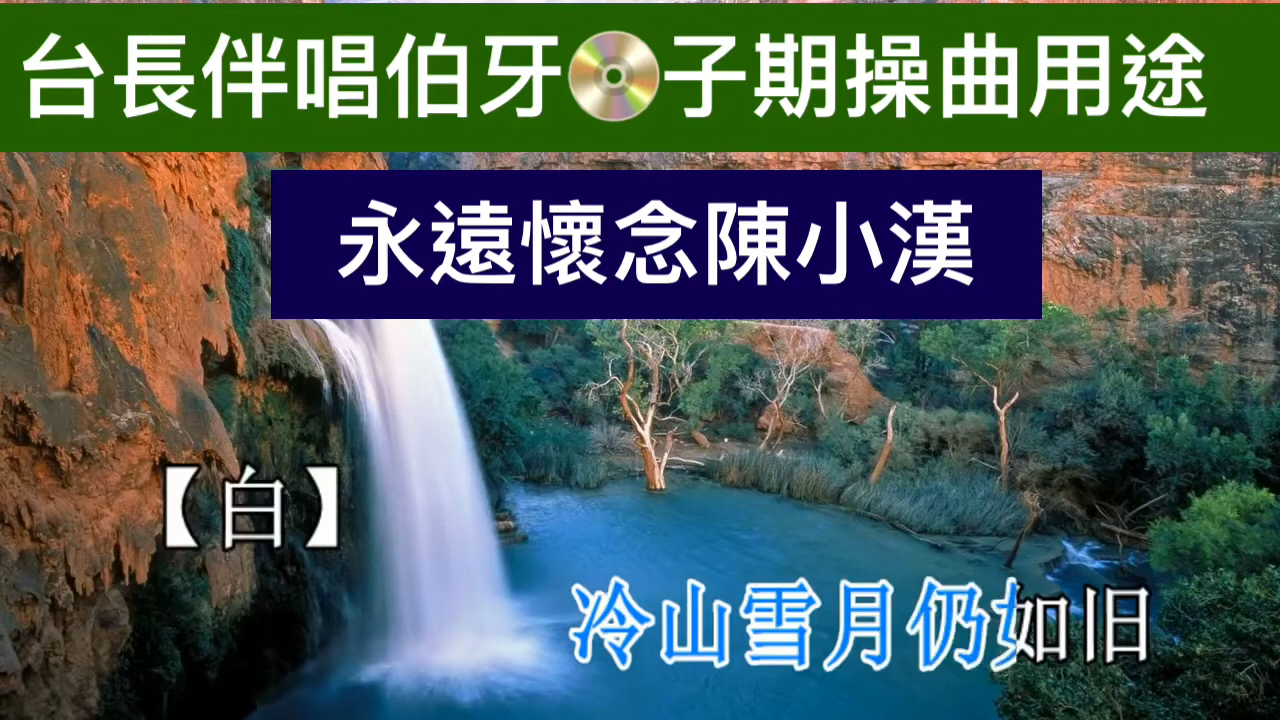 台長伴唱伯牙📀子期操曲用途
永遠懷念陳小漢
【白】
冷山雪月仍如旧